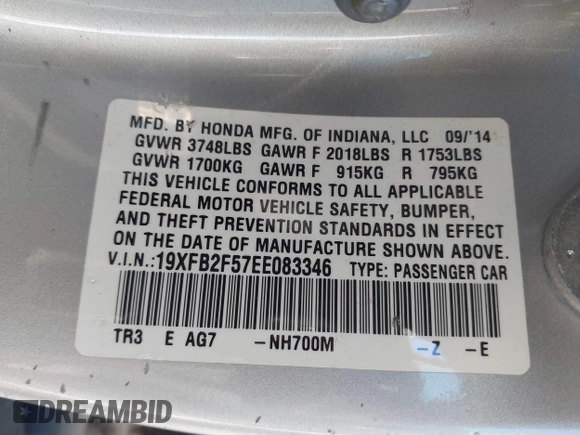 MFD. BY HONDA MFG. OF INDIANA, LLC 09/'14
GVWR 3748LBS GAWR F 2018LBS R 1753LBS
GVWR 1700KG GAWR F 915KG R 795KG
THIS VEHICLE CONFORMS TO ALL APPLICABLE
FEDERAL MOTOR VEHICLE SAFETY, BUMPER,
AND THEFT PREVENTION STANDARDS IN EFFECT
ON THE DATE OF MANUFACTURE SHOWN ABOVE.
V.I.N.:19XFB2F57EE083346 TYPE: PASSENGER CAR
TR3 E AG7 -NH700M -Z -E
DREAMBID